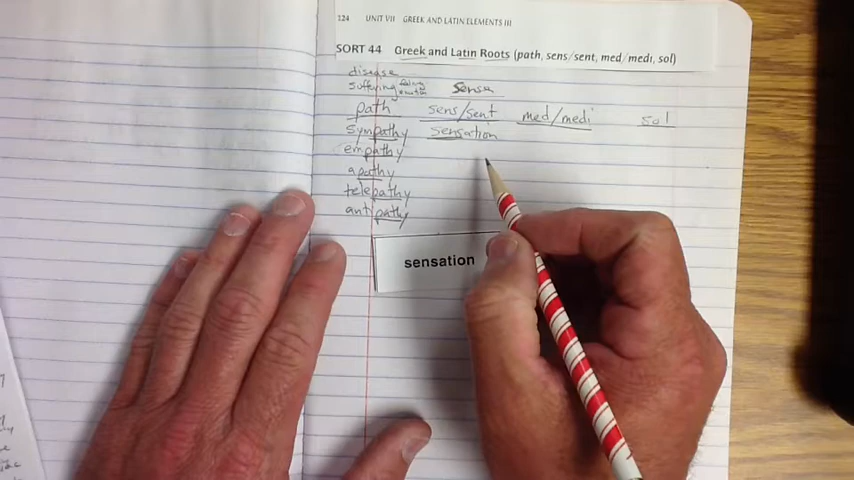 124 UNIT VII GREEK AND LATIN ELEMENTS III
SORT 44 Greek and Latin Roots (path, sens/sent, med/medi, sol)
disease
suffering feeling Sense
path sens/sent med/medi sol
sympathy sensation
empathy
apathy
telepathy
antipathy
sensation